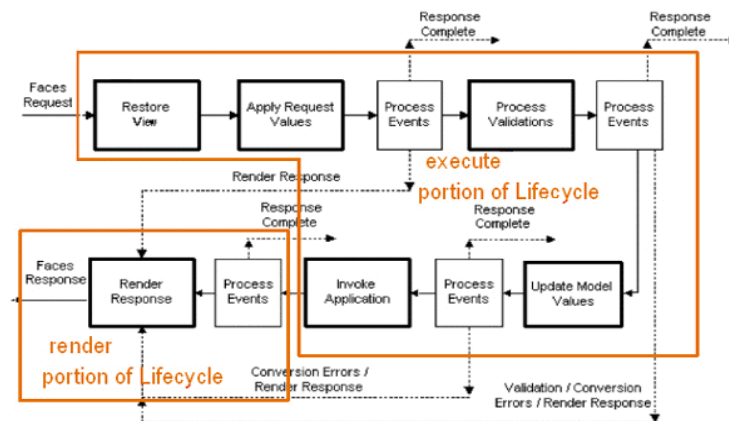 Response
Complete
Response
Complete
Faces
Request
Restore
View
Apply Request
Values
Process
Events
Process
Validations
Process
Events
execute
portion of Lifecycle
Render Response
Response
Complete
Response
Complete
Faces
Response
Render
Response
Process
Events
Invoke
Application
Process
Events
Update Model
Values
render
portion of Lifecycle
Conversion Errors /
Render Response
Validation / Conversion
Errors / Render Response